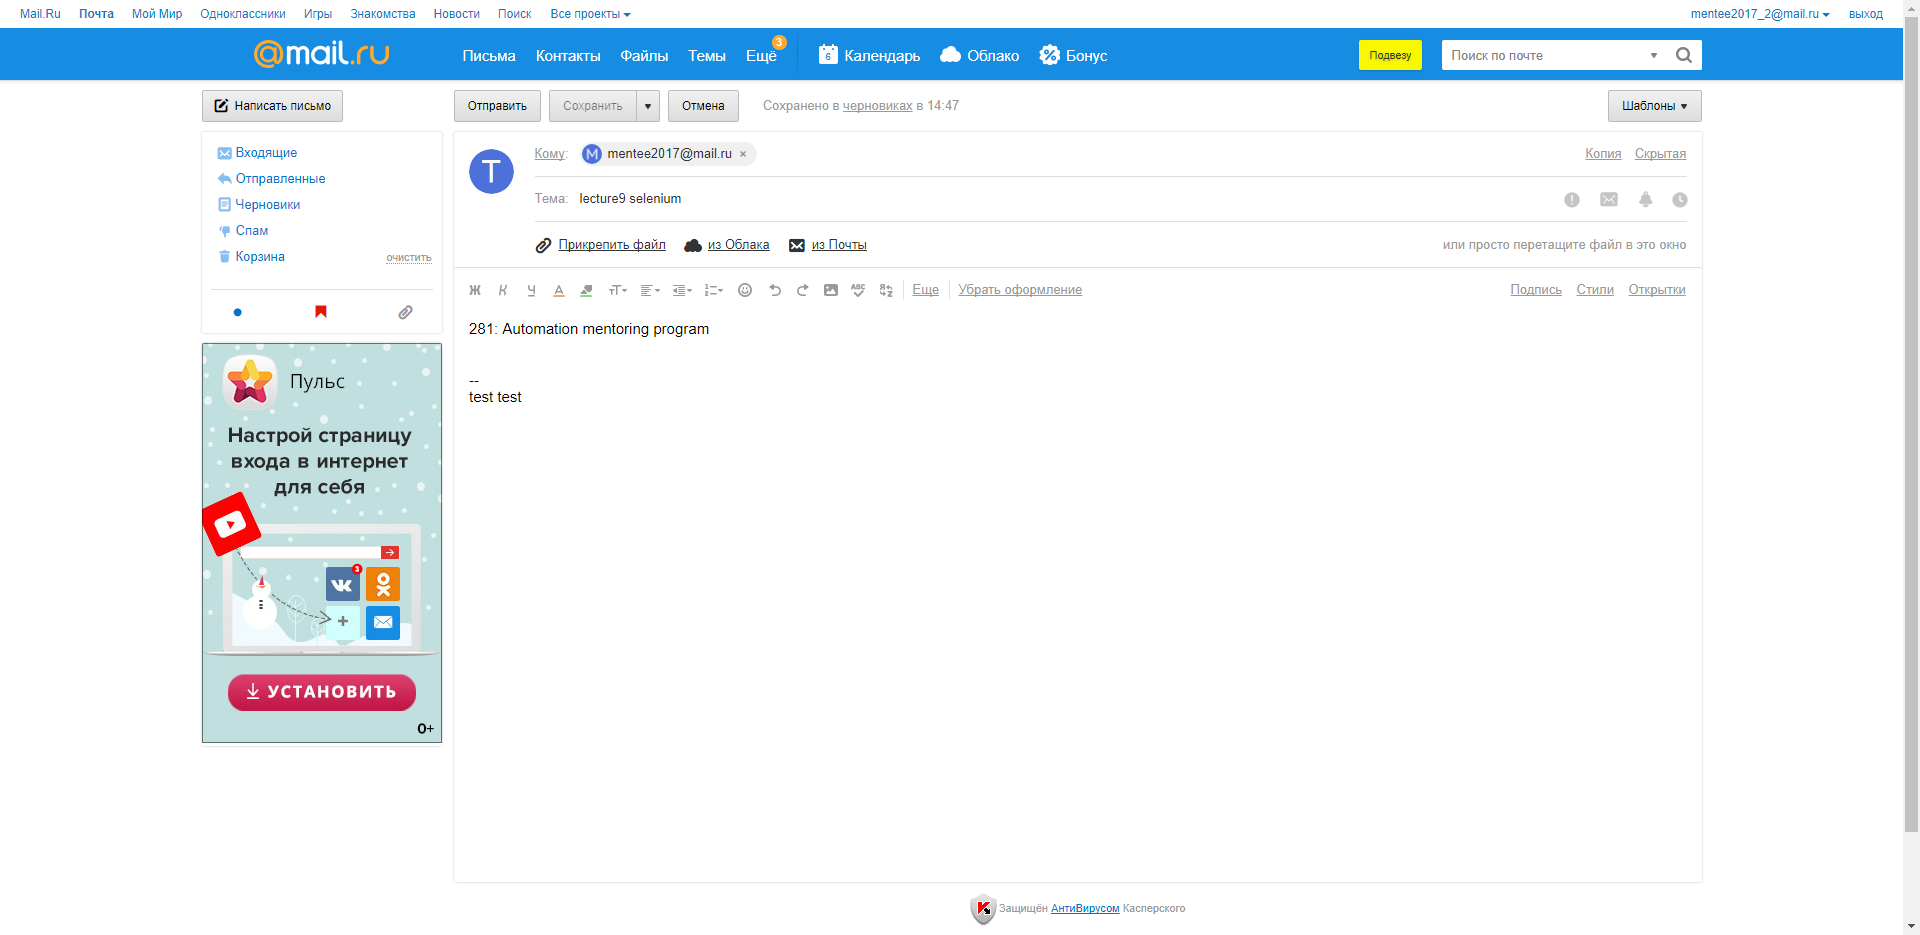 Mail.Ru Почта Мой Мир Одноклассники Игры Знакомства Новости Поиск Все проекты mentee2017_2@mail.ru выход
@mail.ru Письма Контакты Файлы Темы Ещё 3 6 Календарь Облако Бонус Подвезу Поиск по почте
Написать письмо Отправить Сохранить Отмена Сохранено в черновиках в 14:47 Шаблоны
Входящие
Отправленные
Черновики
Спам
Корзина очистить
T Кому: M mentee2017@mail.ru × Копия Скрытая
Тема: lecture9 selenium
Прикрепить файл из Облака из Почты или просто перетащите файл в это окно
Ж К Ч А тТ ABC Еще Убрать оформление Подпись Стили Открытки
281: Automation mentoring program
--
test test
Пульс
Настрой страницу
входа в интернет
для себя
3
УСТАНОВИТЬ
0+
Защищён АнтиВирусом Касперского